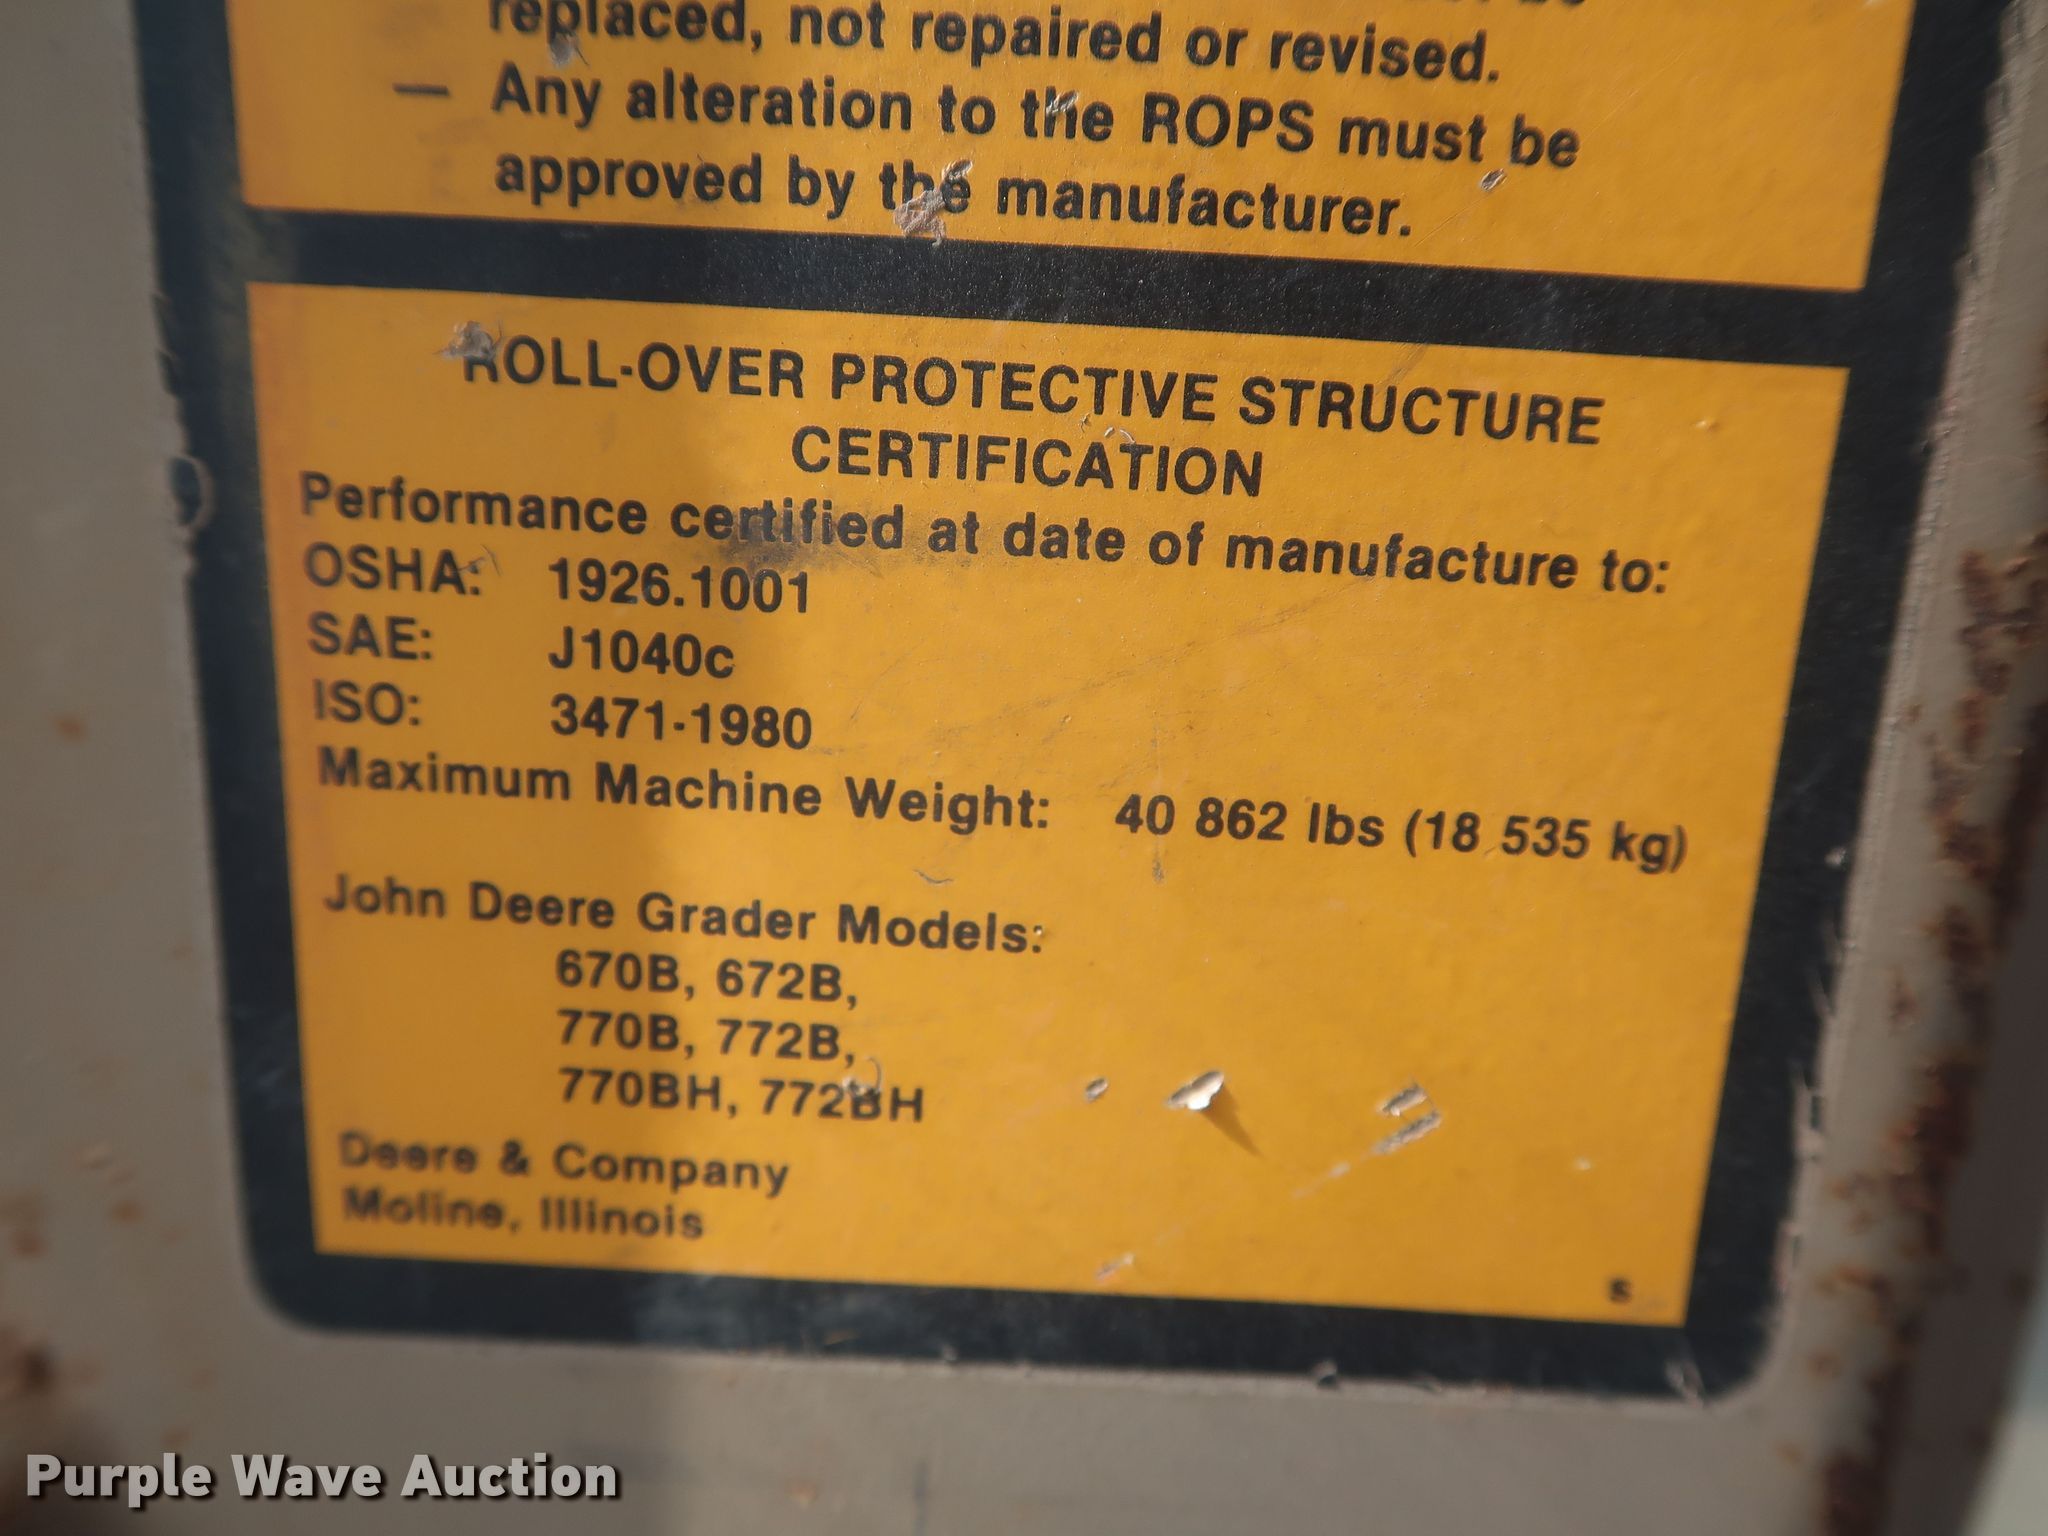 replaced, not repaired or revised.
— Any alteration to the ROPS must be
approved by the manufacturer.
ROLL-OVER PROTECTIVE STRUCTURE
CERTIFICATION
Performance certified at date of manufacture to:
OSHA: 1926.1001
SAE: J1040c
ISO: 3471-1980
Maximum Machine Weight: 40 862 lbs (18 535 kg)
John Deere Grader Models:
670B, 672B,
770B, 772B,
770BH, 772BH
Deere & Company
Moline, Illinois
s
Purple Wave Auction